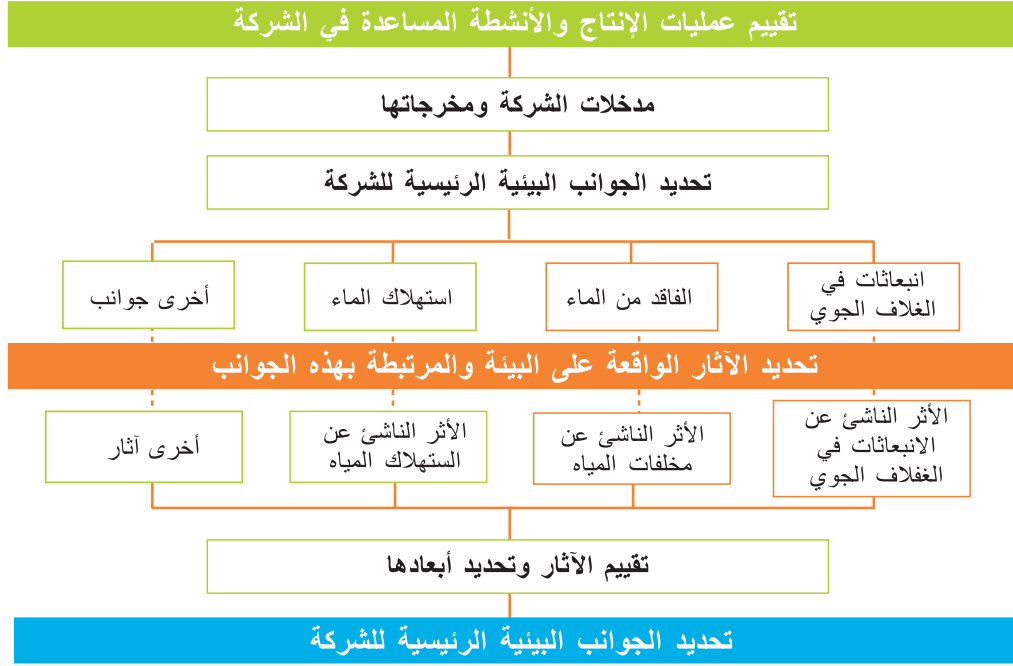 تقييم عمليات الإنتاج والأنشطة المساعدة في الشركة
مدخلات الشركة ومخرجاتها
تحديد الجوانب البيئية الرئيسية للشركة
انبعاثات في
الغلاف الجوي
الفاقد من الماء
استهلاك الماء
أخرى جوانب
تحديد الآثار الواقعة على البيئة والمرتبطة بهذه الجوانب
الأثر الناشئ عن
الانبعاثات في
الغفلاف الجوي
الأثر الناشئ عن
مخلفات المياه
الأثر الناشئ عن
الستهلاك المياه
أخرى آثار
تقييم الآثار وتحديد أبعادها
تحديد الجوانب البيئية الرئيسية للشركة